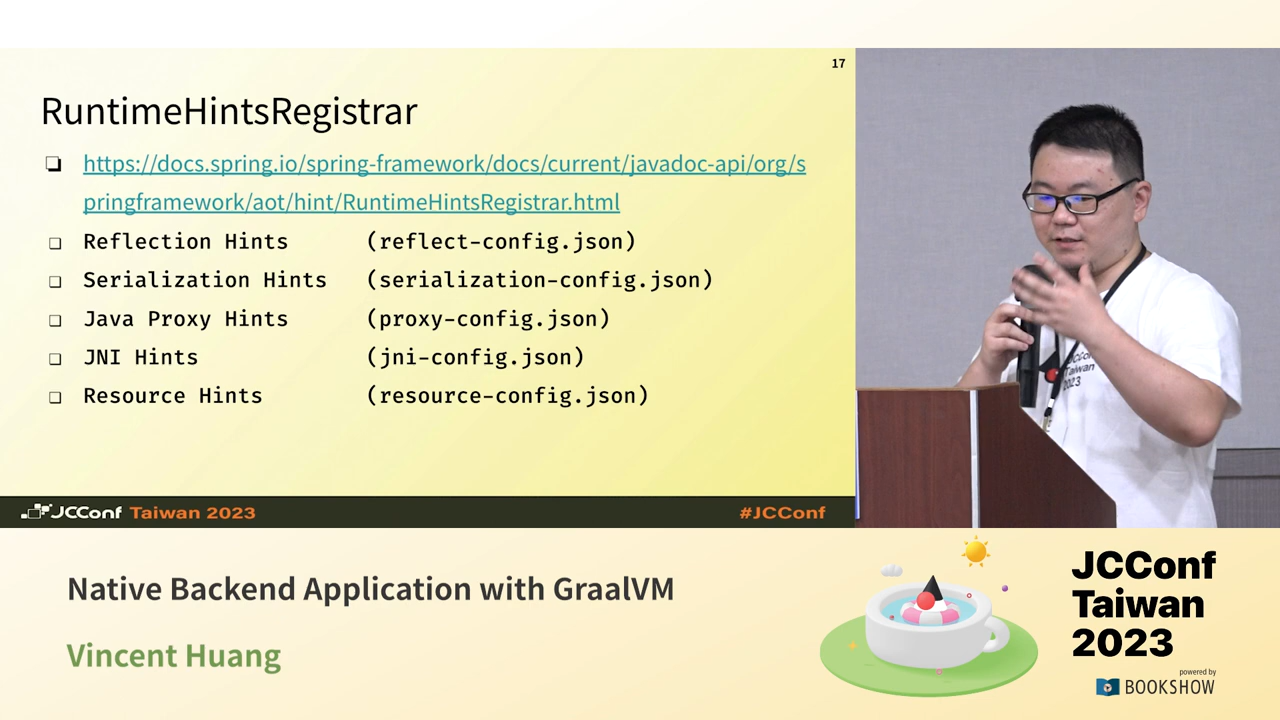 17
RuntimeHintsRegistrar
❏ https://docs.spring.io/spring-framework/docs/current/javadoc-api/org/s
pringframework/aot/hint/RuntimeHintsRegistrar.html
❏ Reflection Hints (reflect-config.json)
❏ Serialization Hints (serialization-config.json)
❏ Java Proxy Hints (proxy-config.json)
❏ JNI Hints (jni-config.json)
❏ Resource Hints (resource-config.json)
JCConf Taiwan 2023
#JCConf
JCConf
Taiwan
2023
Native Backend Application with GraalVM
Vincent Huang
JCConf
Taiwan
2023
powered by
BOOKSHOW